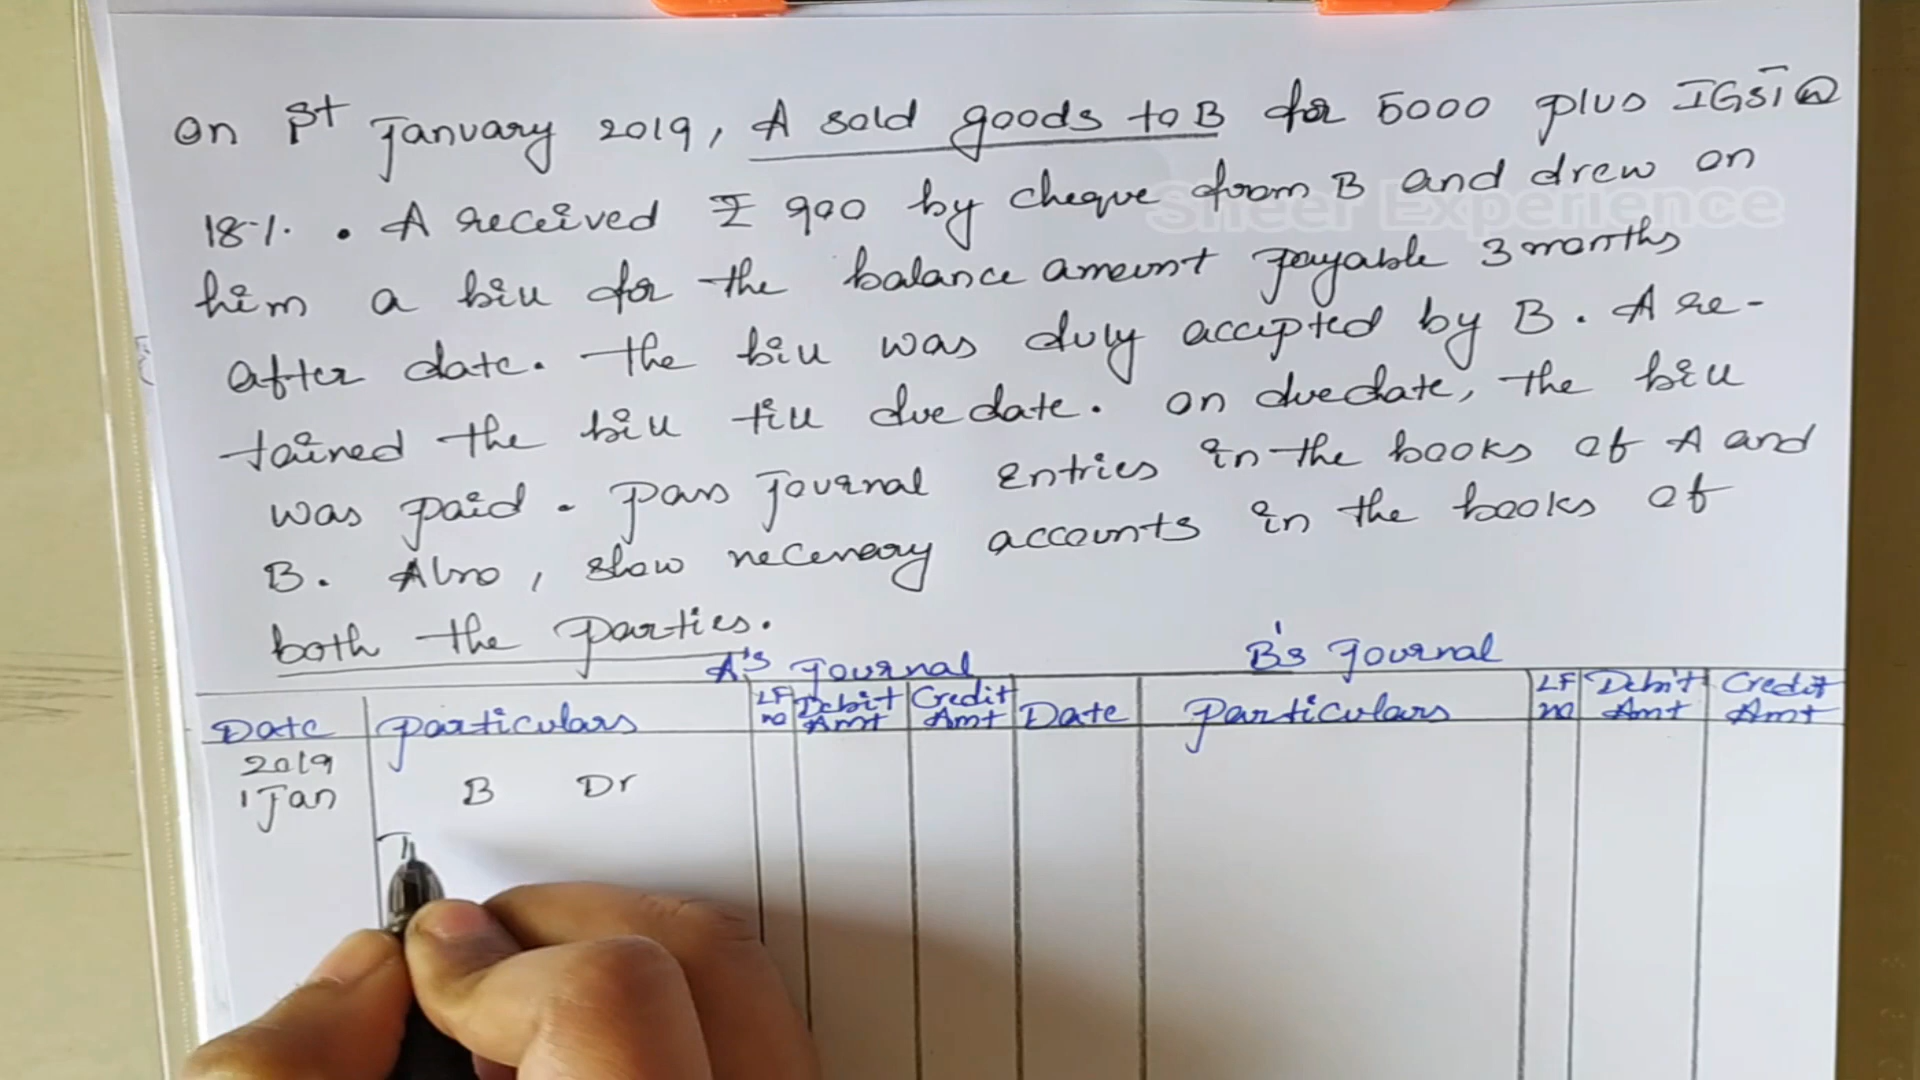 On 1st January 2019, A sold goods to B for 5000 plus IGST @
18%. . A received ₹ 900 by cheque from B and drew on
him a bill for the balance amount payable 3 months
after date. The bill was duly accepted by B. A re-
tained the bill till due date. On due date, the bill
was paid. Pass Journal Entries in the books of A and
B. Also, show necessary accounts in the books of
both the parties.
Sheer Experience
A's Journal B's Journal
Date Particulars LF no Debit Amt Credit Amt Date Particulars LF no Debit Amt Credit Amt
2019
1 Jan B Dr
T